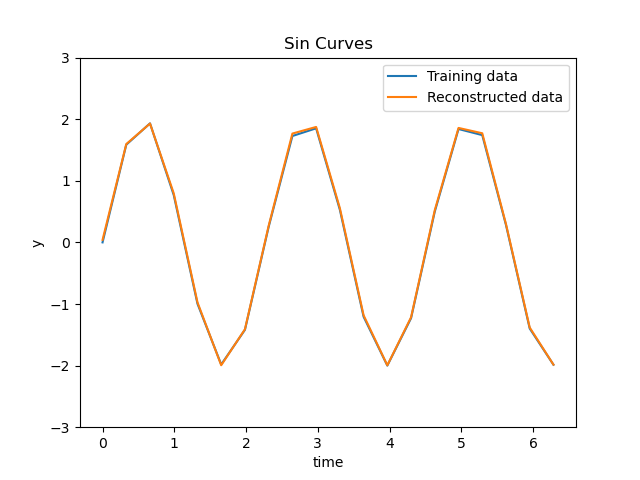 Sin Curves
Training data
Reconstructed data
3
2
1
0
−1
−2
−3
y
0 1 2 3 4 5 6
time